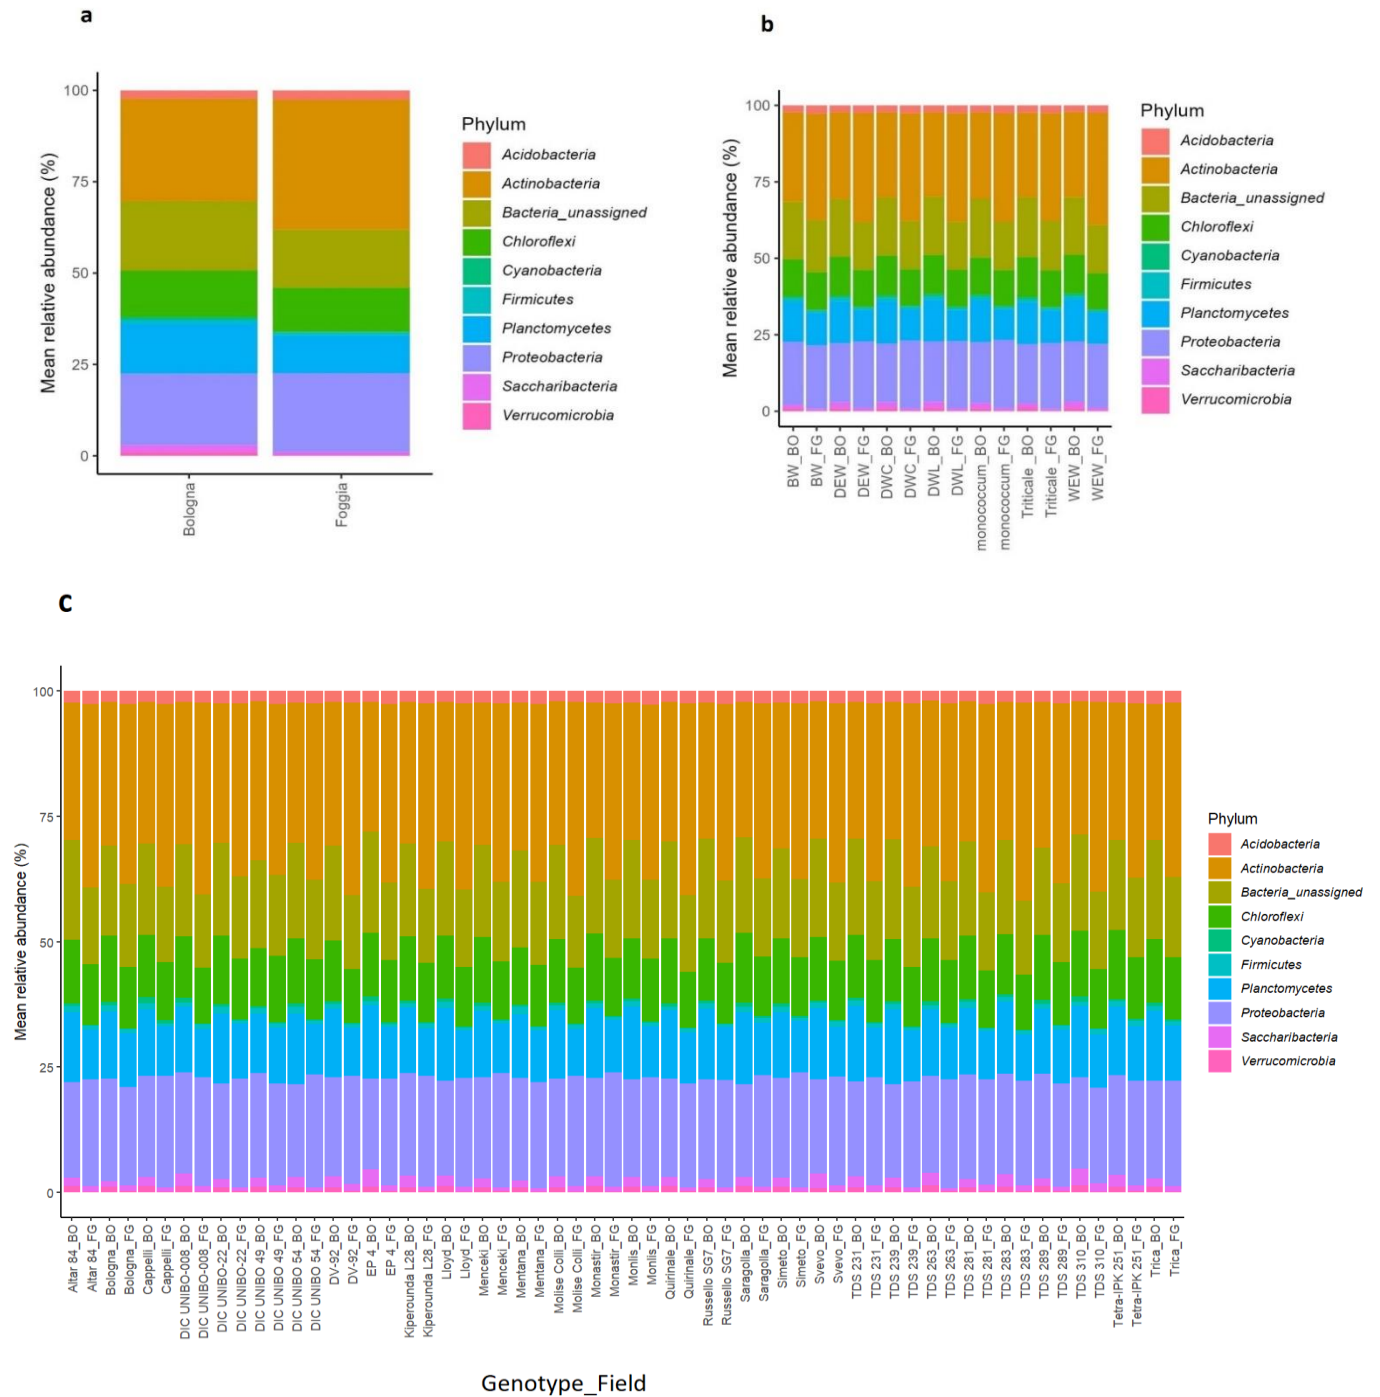 a
Mean relative abundance (%)
100
75
50
25
0
Bologna
Foggia
Phylum
Acidobacteria
Actinobacteria
Bacteria_unassigned
Chloroflexi
Cyanobacteria
Firmicutes
Planctomycetes
Proteobacteria
Saccharibacteria
Verrucomicrobia
b
Mean relative abundance (%)
100
75
50
25
0
BW_BO
BW_FG
DEW_BO
DEW_FG
DWC_BO
DWC_FG
DWL_BO
DWL_FG
monococcum_BO
monococcum_FG
Triticale_BO
Triticale_FG
WEW_BO
WEW_FG
Phylum
Acidobacteria
Actinobacteria
Bacteria_unassigned
Chloroflexi
Cyanobacteria
Firmicutes
Planctomycetes
Proteobacteria
Saccharibacteria
Verrucomicrobia
c
Mean relative abundance (%)
100
75
50
25
0
Altar 84_BO
Altar 84_FG
Bologna_BO
Bologna_FG
Cappelli_BO
Cappelli_FG
DIC UNIBO-008_BO
DIC UNIBO-008_FG
DIC UNIBO-22_BO
DIC UNIBO-22_FG
DIC UNIBO 49_BO
DIC UNIBO 49_FG
DIC UNIBO 54_BO
DIC UNIBO 54_FG
DV-92_BO
DV-92_FG
EP 4_BO
EP 4_FG
Kiperounda L28_BO
Kiperounda L28_FG
Lloyd_BO
Lloyd_FG
Menceki_BO
Menceki_FG
Mentana_BO
Mentana_FG
Molise Colli_BO
Molise Colli_FG
Monastir_BO
Monastir_FG
Monlis_BO
Monlis_FG
Quirinale_BO
Quirinale_FG
Russello SG7_BO
Russello SG7_FG
Saragolla_BO
Saragolla_FG
Simeto_BO
Simeto_FG
Svevo_BO
Svevo_FG
TDS 231_BO
TDS 231_FG
TDS 239_BO
TDS 239_FG
TDS 263_BO
TDS 263_FG
TDS 281_BO
TDS 281_FG
TDS 283_BO
TDS 283_FG
TDS 289_BO
TDS 289_FG
TDS 310_BO
TDS 310_FG
Tetra-IPK 251_BO
Tetra-IPK 251_FG
Trica_BO
Trica_FG
Genotype_Field
Phylum
Acidobacteria
Actinobacteria
Bacteria_unassigned
Chloroflexi
Cyanobacteria
Firmicutes
Planctomycetes
Proteobacteria
Saccharibacteria
Verrucomicrobia